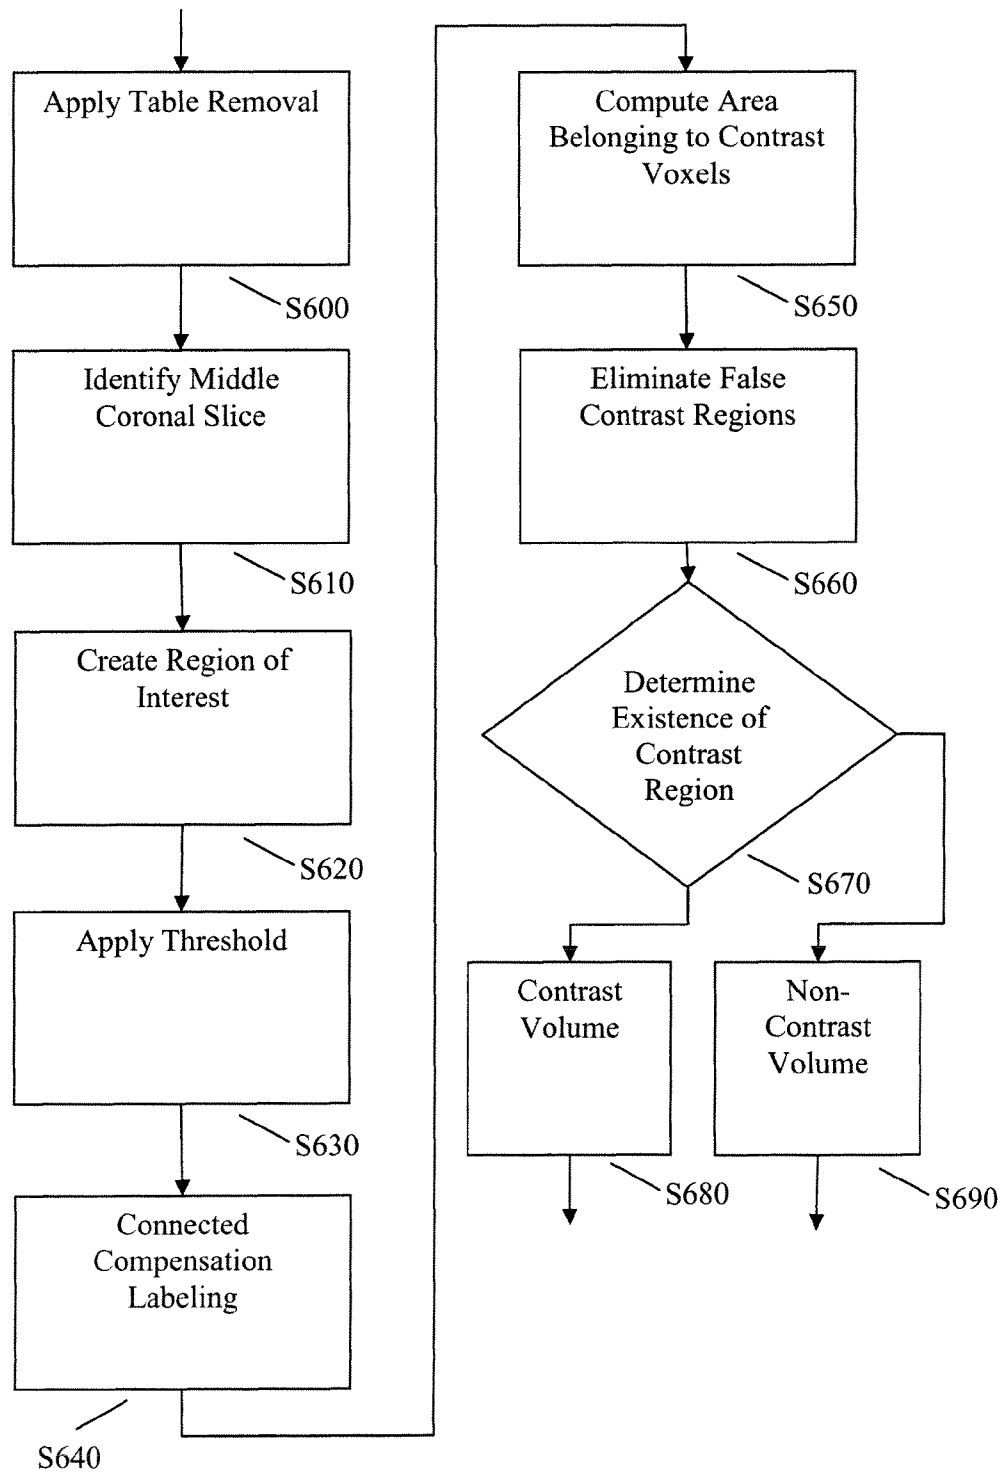 Apply Table Removal
S600
Identify Middle
Coronal Slice
S610
Create Region of
Interest
S620
Apply Threshold
S630
Connected
Compensation
Labeling
S640
Compute Area
Belonging to Contrast
Voxels
S650
Eliminate False
Contrast Regions
S660
Determine
Existence of
Contrast
Region
S670
Contrast
Volume
S680
Non-
Contrast
Volume
S690